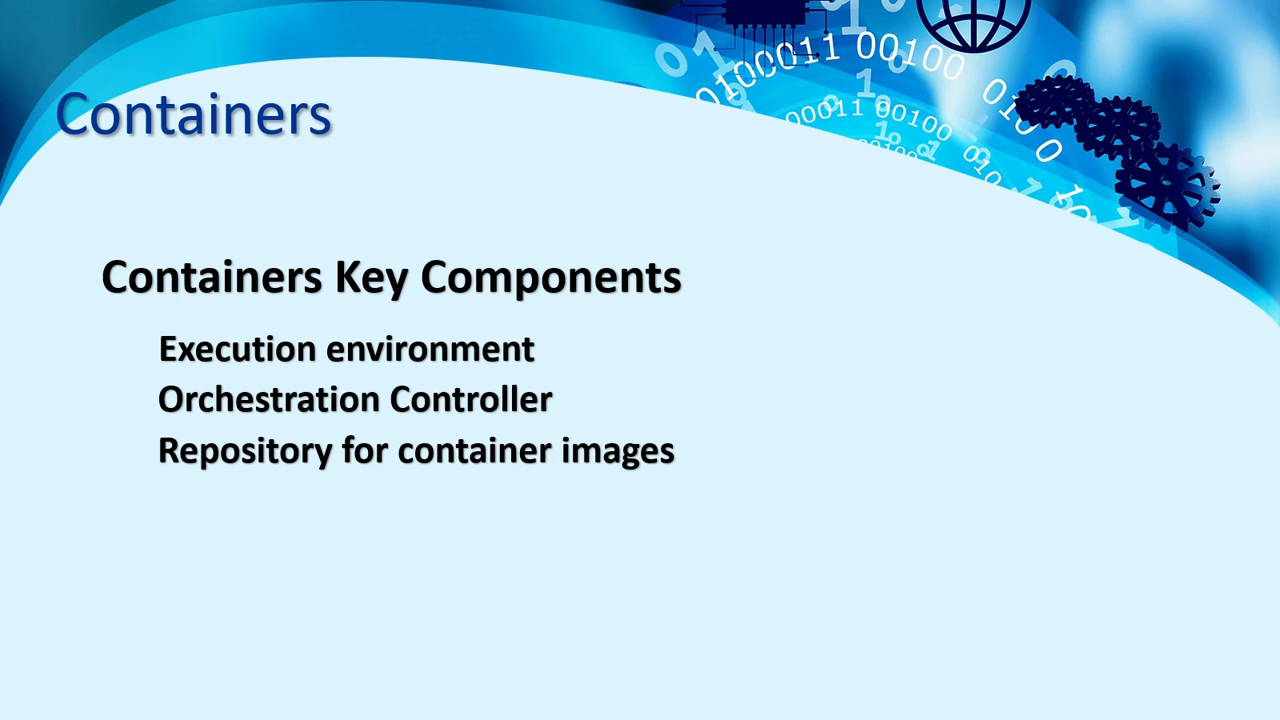 Containers
Containers Key Components
Execution environment
Orchestration Controller
Repository for container images